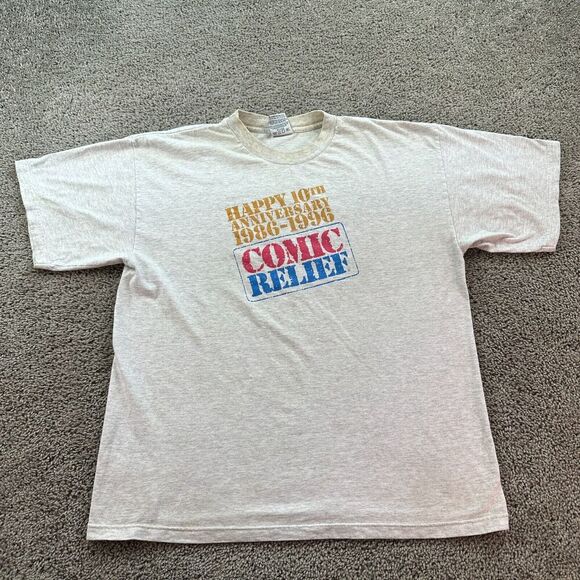 HAPPY 10TH
ANNIVERSARY
1986-1996
COMIC
RELIEF